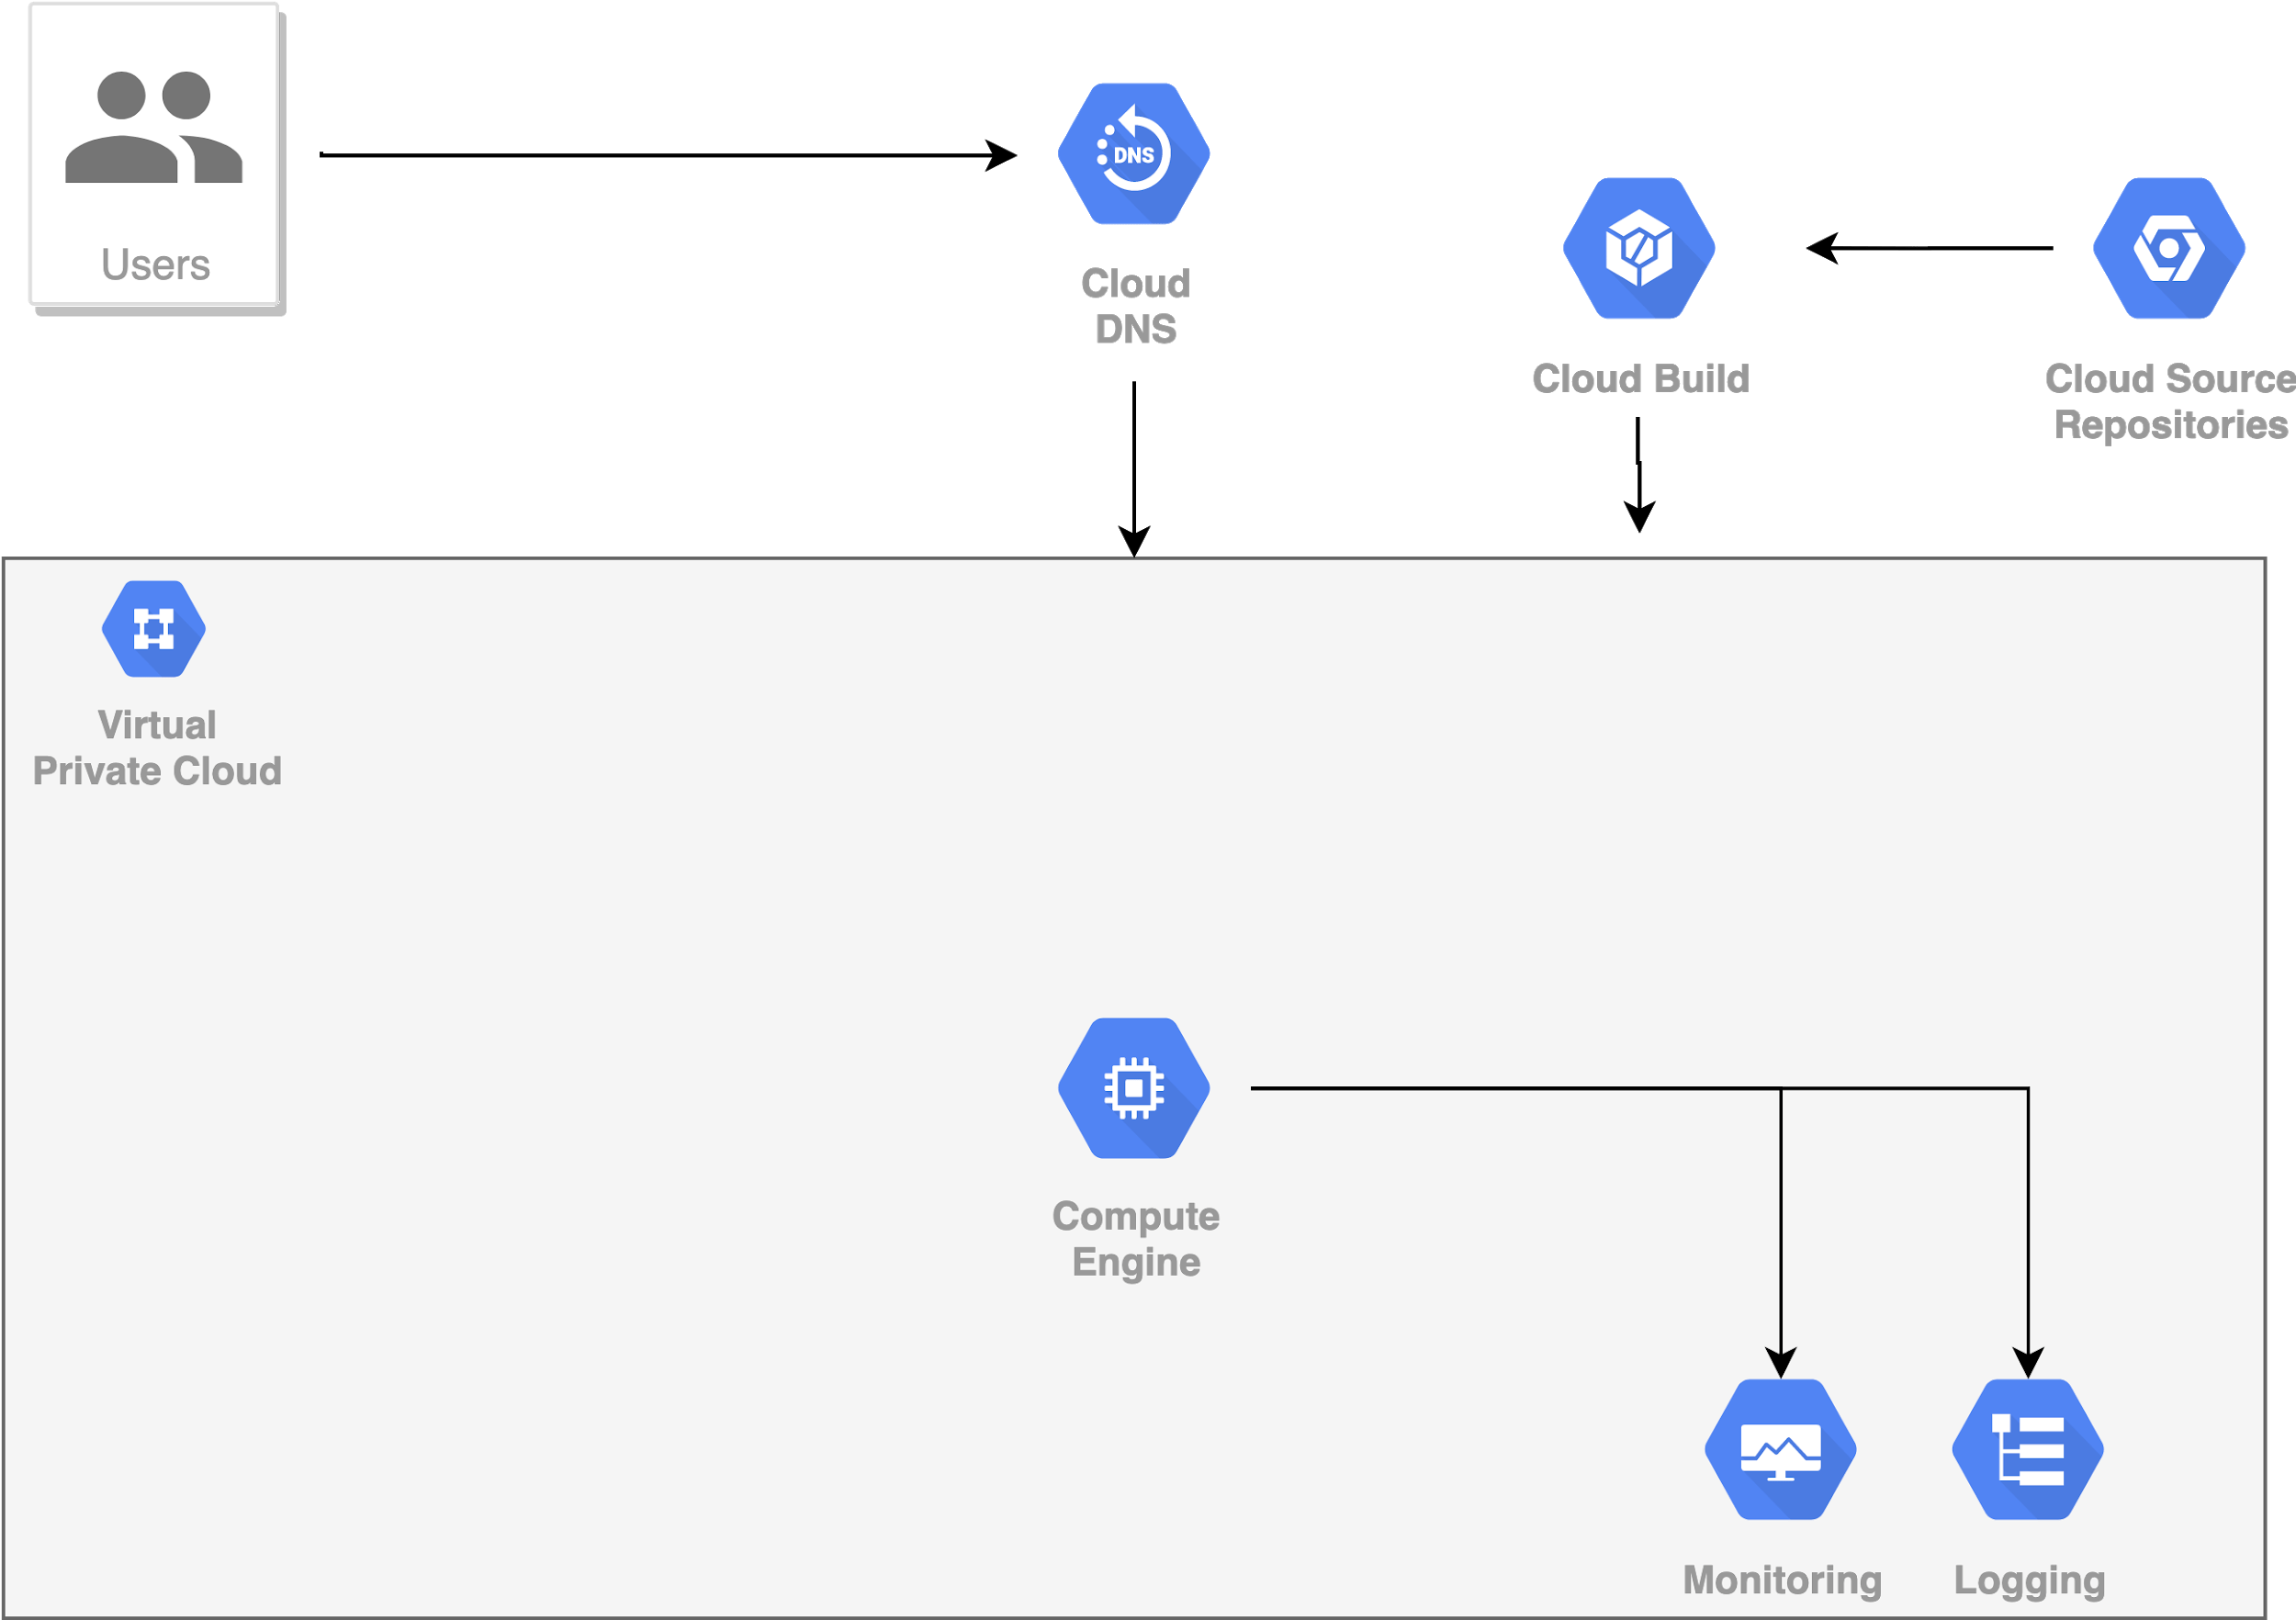 Users
DNS
Cloud
DNS
Cloud Build
Cloud Source
Repositories
Virtual
Private Cloud
Compute
Engine
Monitoring
Logging